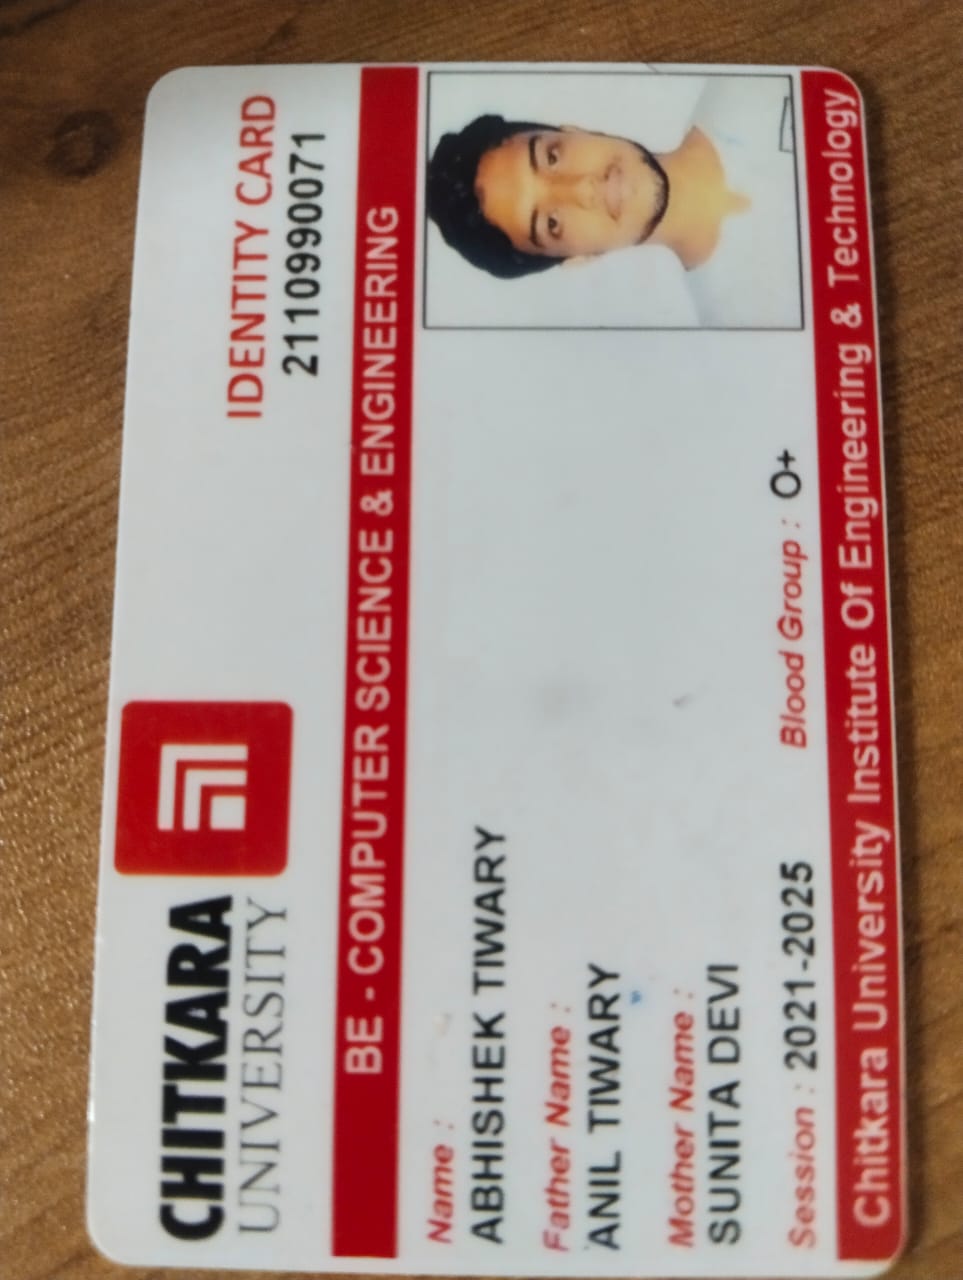 CHITKARA
UNIVERSITY
IDENTITY CARD
2110990071
BE - COMPUTER SCIENCE & ENGINEERING
Name :
ABHISHEK TIWARY
Father Name :
ANIL TIWARY
Mother Name :
SUNITA DEVI
Session : 2021-2025 Blood Group : O+
Chitkara University Institute Of Engineering & Technology